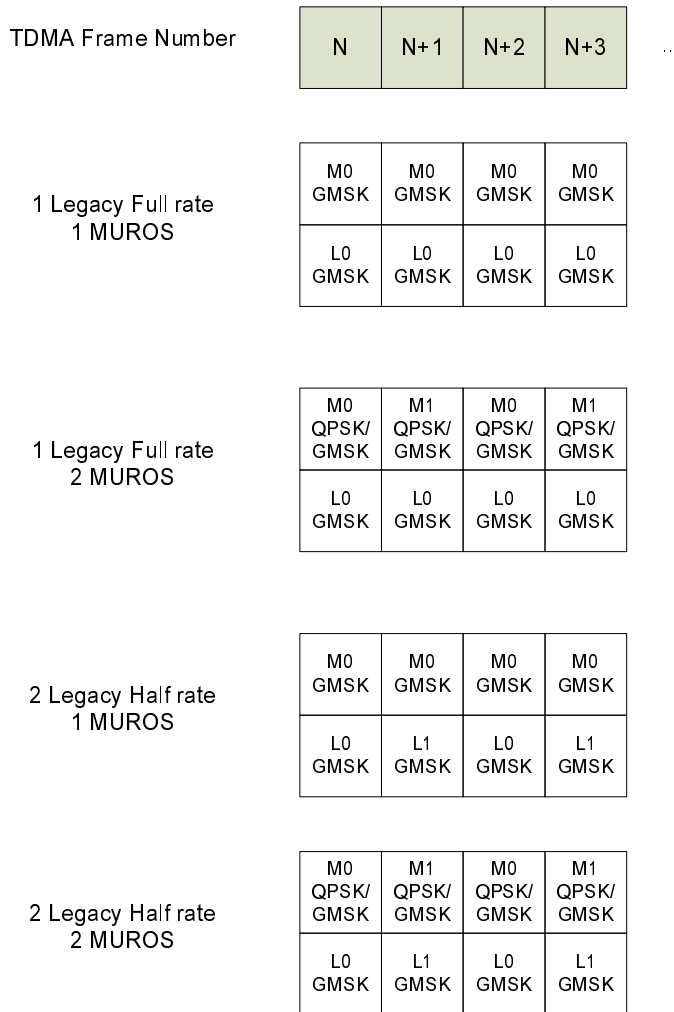 TDMA Frame Number
N N+1 N+2 N+3 ..
1 Legacy Full rate
1 MUROS
M0 M0 M0 M0
GMSK GMSK GMSK GMSK
L0 L0 L0 L0
GMSK GMSK GMSK GMSK
1 Legacy Full rate
2 MUROS
M0 M1 M0 M1
QPSK/ QPSK/ QPSK/ QPSK/
GMSK GMSK GMSK GMSK
L0 L0 L0 L0
GMSK GMSK GMSK GMSK
2 Legacy Half rate
1 MUROS
M0 M0 M0 M0
GMSK GMSK GMSK GMSK
L0 L1 L0 L1
GMSK GMSK GMSK GMSK
2 Legacy Half rate
2 MUROS
M0 M1 M0 M1
QPSK/ QPSK/ QPSK/ QPSK/
GMSK GMSK GMSK GMSK
L0 L1 L0 L1
GMSK GMSK GMSK GMSK